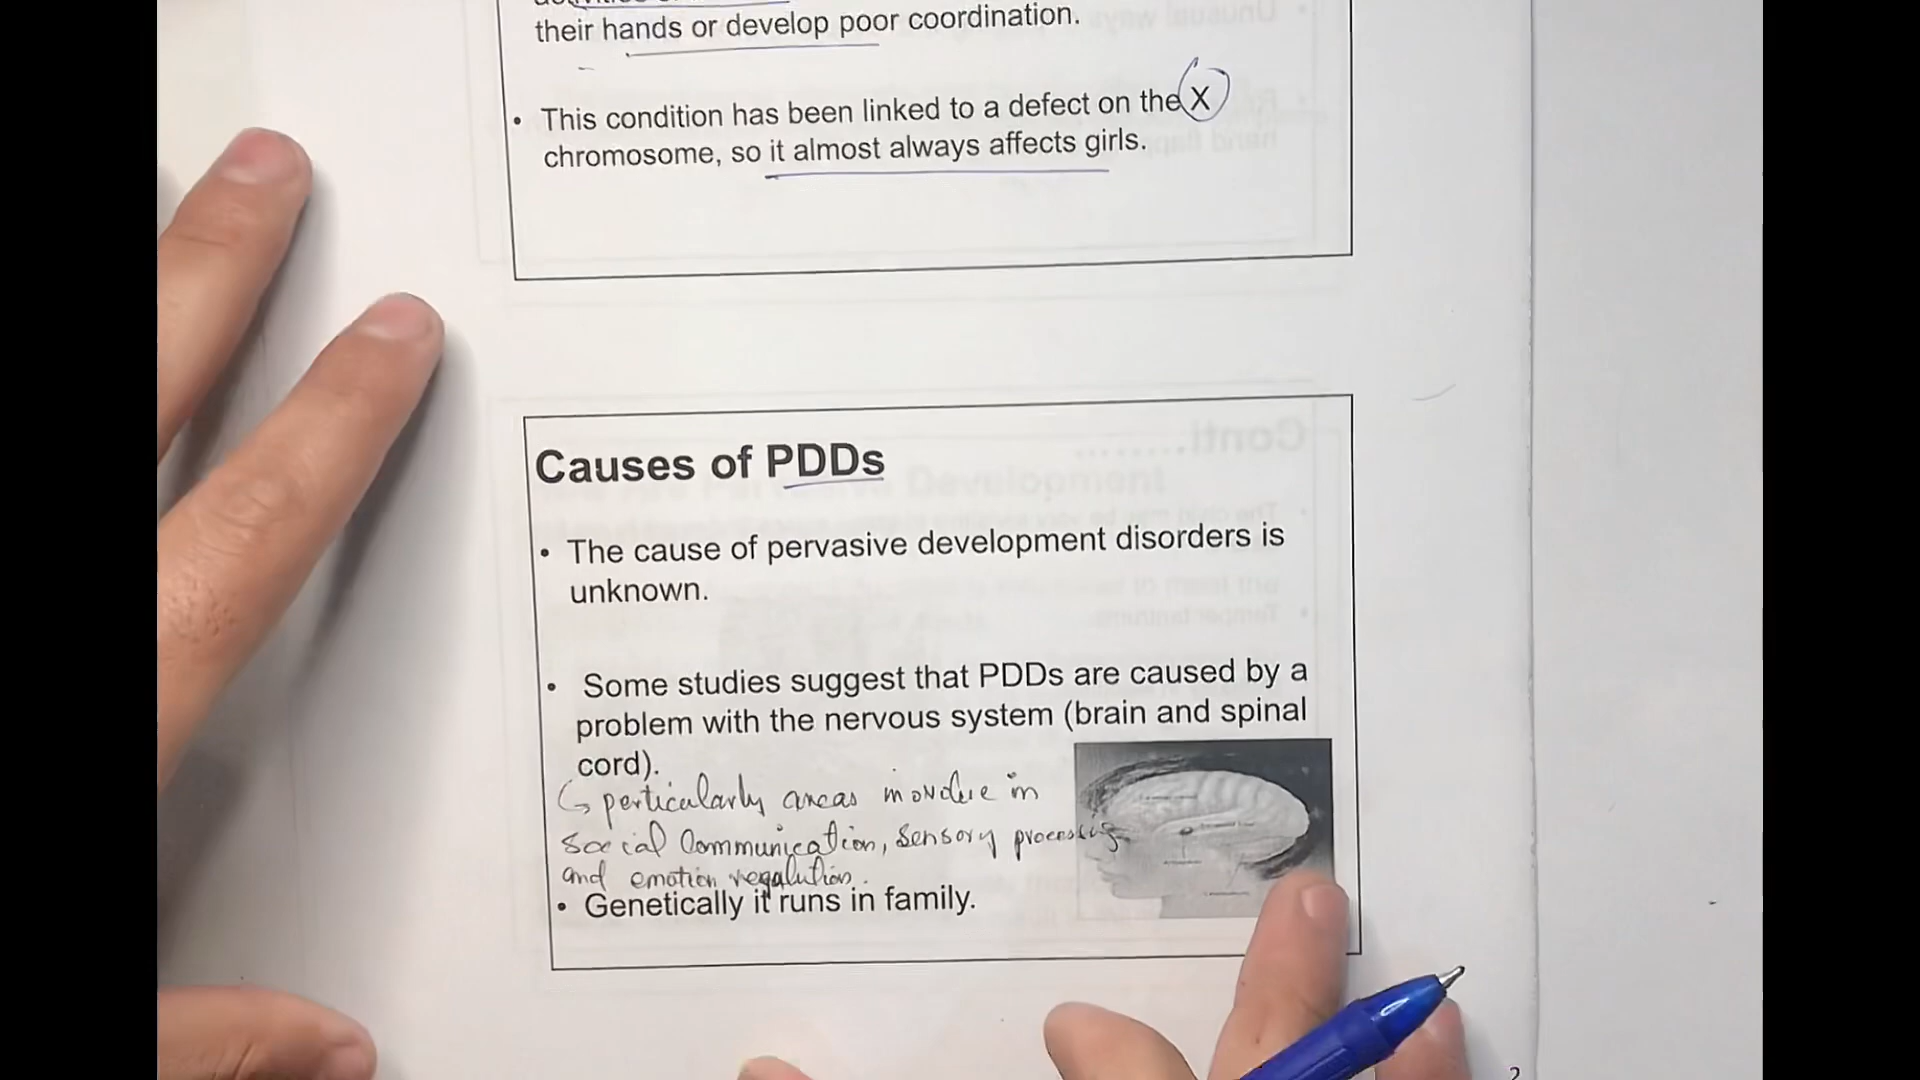 their hands or develop poor coordination.
• This condition has been linked to a defect on the X
chromosome, so it almost always affects girls.
Causes of PDDs
• The cause of pervasive development disorders is
unknown.
• Some studies suggest that PDDs are caused by a
problem with the nervous system (brain and spinal
cord).
↳ perticularly areas involve in
social Communication, Sensory processing
and emotion regalution.
• Genetically it runs in family.
2